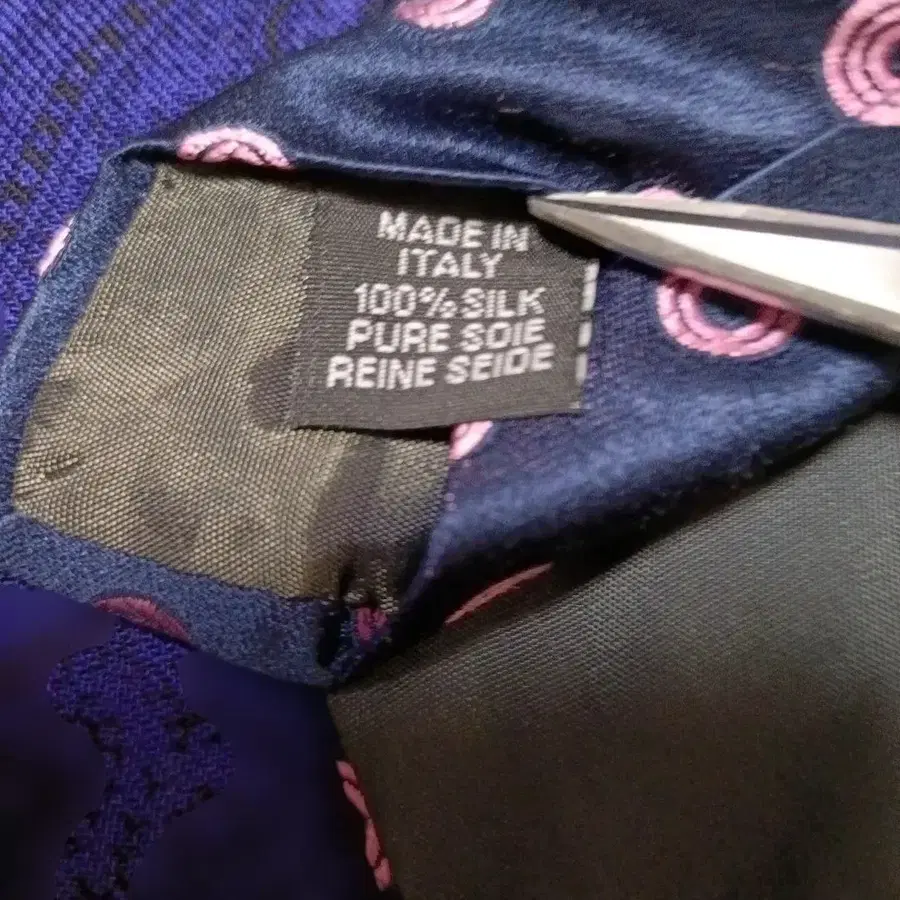 MADE IN
ITALY
100% SILK
PURE SOIE
REINE SEIDE